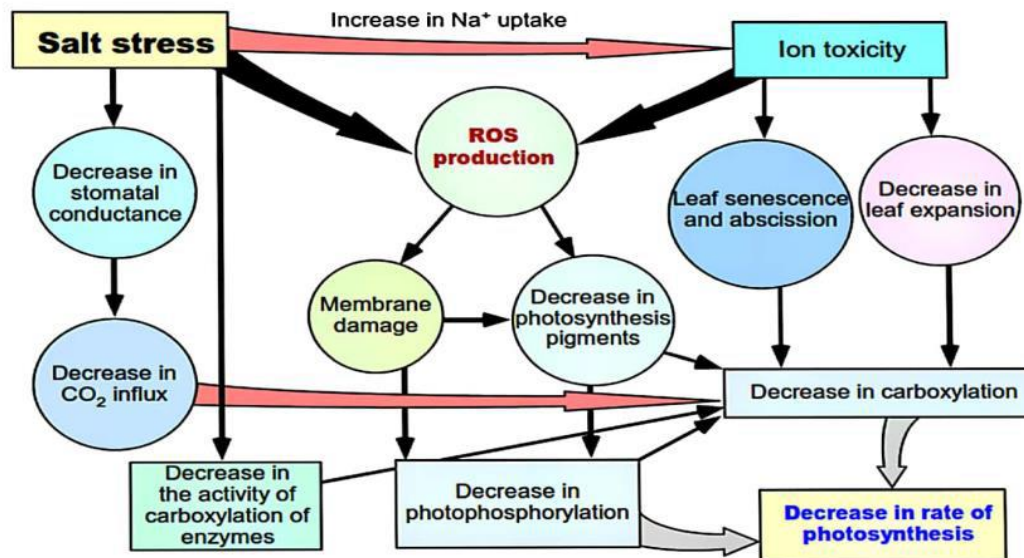 Increase in Na⁺ uptake
Salt stress
Ion toxicity
ROS
production
Decrease in
stomatal
conductance
Leaf senescence
and abscission
Decrease in
leaf expansion
Membrane
damage
Decrease in
photosynthesis
pigments
Decrease in
CO₂ influx
Decrease in carboxylation
Decrease in
the activity of
carboxylation of
enzymes
Decrease in
photophosphorylation
Decrease in rate of
photosynthesis